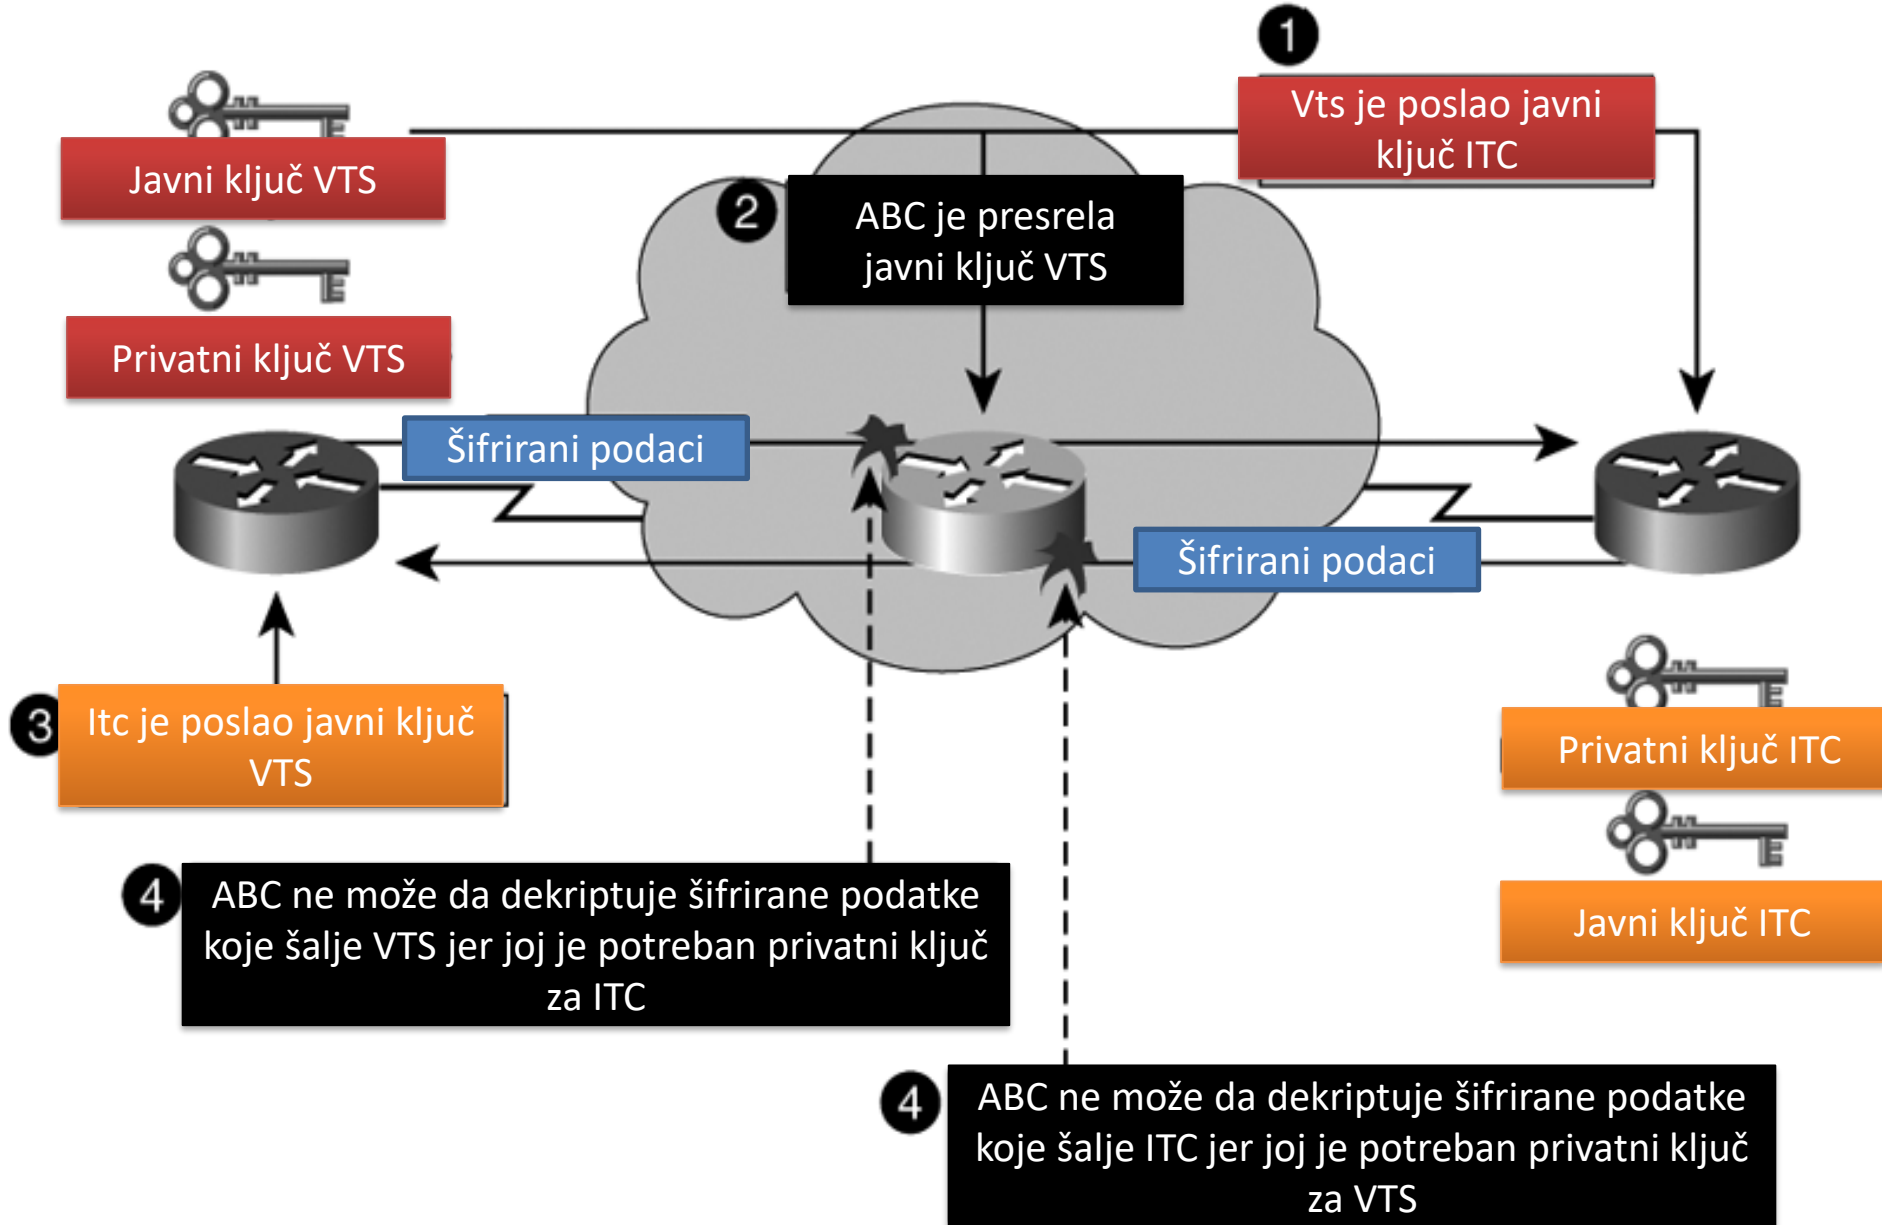 1
Vts je poslao javni
ključ ITC
Javni ključ VTS
2
ABC je presrela
javni ključ VTS
Privatni ključ VTS
Šifrirani podaci
Šifrirani podaci
3
Itc je poslao javni ključ
VTS
Privatni ključ ITC
Javni ključ ITC
4
ABC ne može da dekriptuje šifrirane podatke
koje šalje VTS jer joj je potreban privatni ključ
za ITC
4
ABC ne može da dekriptuje šifrirane podatke
koje šalje ITC jer joj je potreban privatni ključ
za VTS